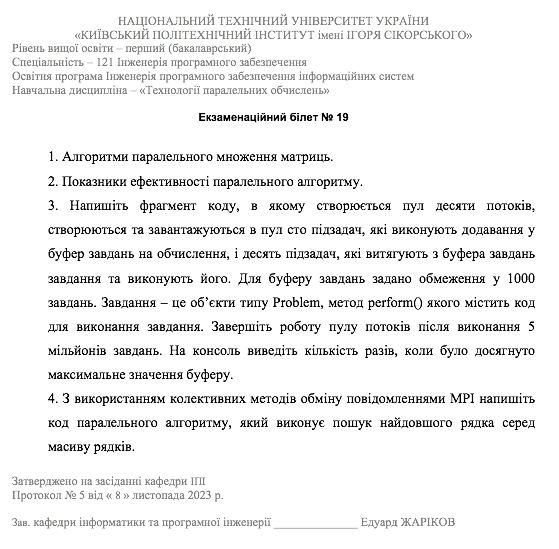 НАЦІОНАЛЬНИЙ ТЕХНІЧНИЙ УНІВЕРСИТЕТ УКРАЇНИ
«КИЇВСЬКИЙ ПОЛІТЕХНІЧНИЙ ІНСТИТУТ імені ІГОРЯ СІКОРСЬКОГО»
Рівень вищої освіти – перший (бакалаврський)
Спеціальність – 121 Інженерія програмного забезпечення
Освітня програма Інженерія програмного забезпечення інформаційних систем
Навчальна дисципліна – «Технології паралельних обчислень»
Екзаменаційний білет № 19
1. Алгоритми паралельного множення матриць.
2. Показники ефективності паралельного алгоритму.
3. Напишіть фрагмент коду, в якому створюється пул десяти потоків,
створюються та завантажуються в пул сто підзадач, які виконують додавання у
буфер завдань на обчислення, і десять підзадач, які витягують з буфера завдань
завдання та виконують його. Для буферу завдань задано обмеження у 1000
завдань. Завдання – це об’єкти типу Problem, метод perform() якого містить код
для виконання завдання. Завершіть роботу пулу потоків після виконання 5
мільйонів завдань. На консоль виведіть кількість разів, коли було досягнуто
максимальне значення буферу.
4. З використанням колективних методів обміну повідомленнями MPI напишіть
код паралельного алгоритму, який виконує пошук найдовшого рядка серед
масиву рядків.
Затверджено на засіданні кафедри ІПІ
Протокол № 5 від « 8 » листопада 2023 р.
Зав. кафедри інформатики та програмної інженерії ______________ Едуард ЖАРІКОВ